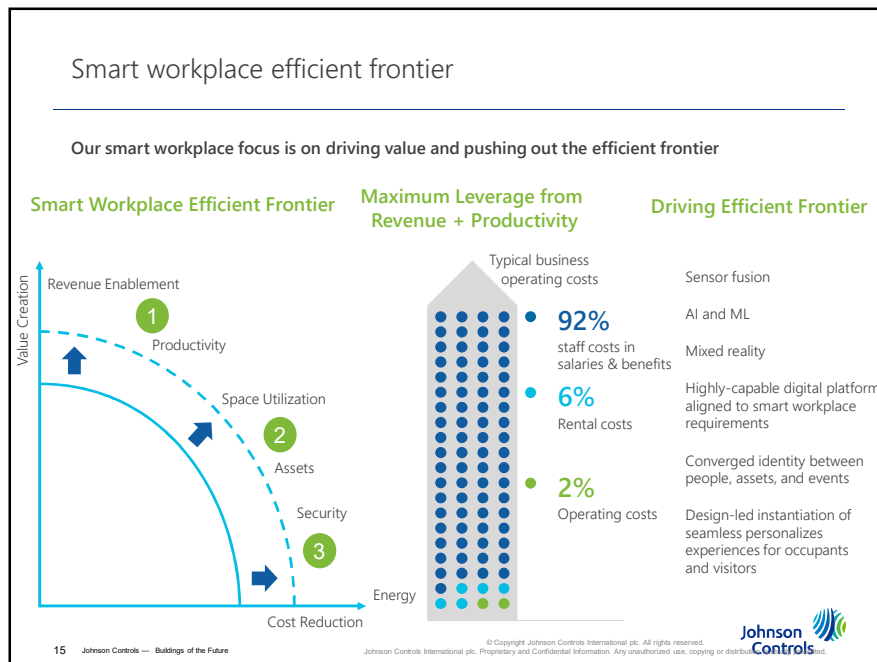 Smart workplace efficient frontier
Our smart workplace focus is on driving value and pushing out the efficient frontier
Smart Workplace Efficient Frontier
Value Creation
Revenue Enablement
1
Productivity
Space Utilization
2
Assets
Security
3
Energy
Cost Reduction
Maximum Leverage from
Revenue + Productivity
Typical business
operating costs
92%
staff costs in
salaries & benefits
6%
Rental costs
2%
Operating costs
Driving Efficient Frontier
Sensor fusion
AI and ML
Mixed reality
Highly-capable digital platform
aligned to smart workplace
requirements
Converged identity between
people, assets, and events
Design-led instantiation of
seamless personalizes
experiences for occupants
and visitors
15 Johnson Controls — Buildings of the Future
© Copyright Johnson Controls International plc. All rights reserved.
Johnson Controls International plc. Proprietary and Confidential Information. Any unauthorized use, copying or
Johnson
Controls